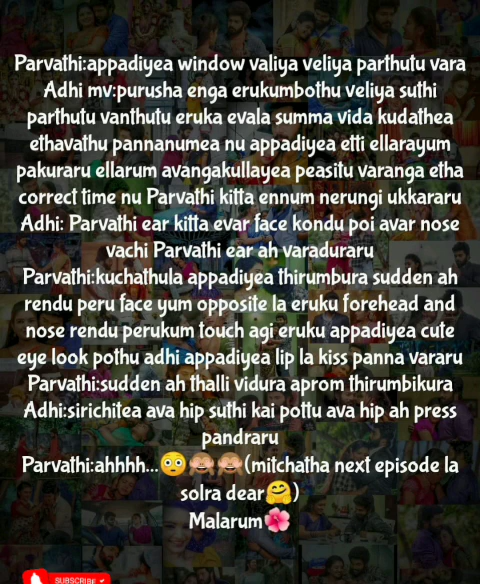 Parvathi:appadiyea window valiya veliya parthutu vara
Adhi mv:purusha enga erukumbothu veliya suthi
parthutu vanthutu eruka evala summa vida kudathea
ethavathu pannanumea nu appadiyea etti ellarayum
pakuraru ellarum avangakullayea peasitu varanga etha
correct time nu Parvathi kitta ennum nerungi ukkararu
Adhi: Parvathi ear kitta evar face kondu poi avar nose
vachi Parvathi ear ah varaduraru
Parvathi:kuchathula appadiyea thirumbura sudden ah
rendu peru face yum opposite la eruku forehead and
nose rendu perukum touch agi eruku appadiyea cute
eye look pothu adhi appadiyea lip la kiss panna vararu
Parvathi:sudden ah thalli vidura aprom thirumbikura
Adhi:sirichitea ava hip suthi kai pottu ava hip ah press
pandraru
Parvathi:ahhhh...😳🙈🙈(mitchatha next episode la
solra dear🤗)
Malarum🌺
SUBSCRIBE